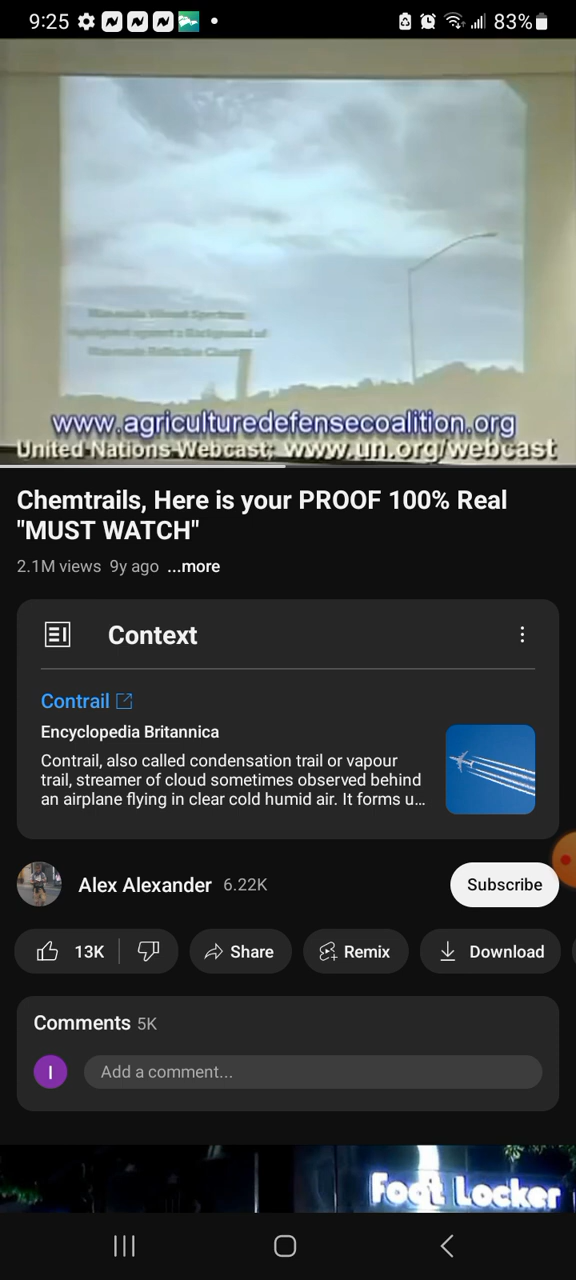 9:25
83%
www.agriculturedefensecoalition.org
United Nations Webcast; www.un.org/webcast
Chemtrails, Here is your PROOF 100% Real
"MUST WATCH"
2.1M views 9y ago ...more
Context
Contrail
Encyclopedia Britannica
Contrail, also called condensation trail or vapour
trail, streamer of cloud sometimes observed behind
an airplane flying in clear cold humid air. It forms u...
Alex Alexander 6.22K
Subscribe
13K
Share
Remix
Download
Comments 5K
I
Add a comment...
Foot Locker